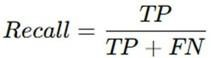 Recall = TP / (TP + FN)